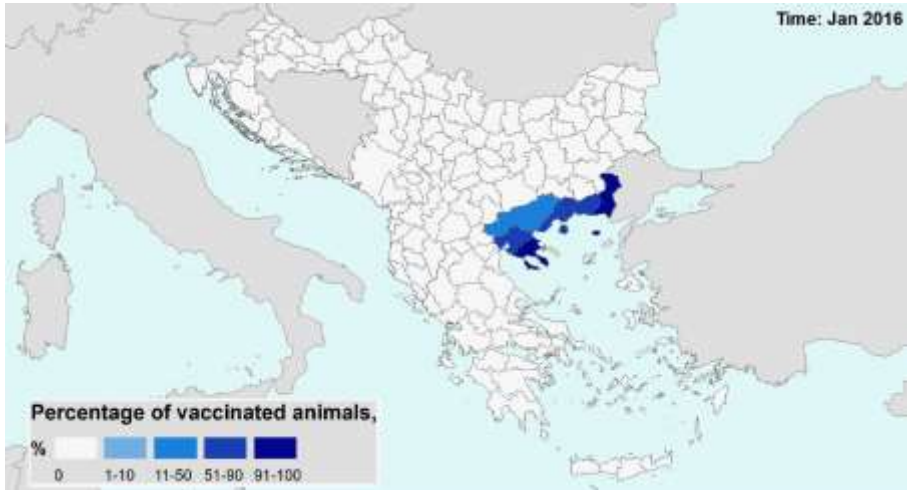 Time: Jan 2016
Percentage of vaccinated animals,
%
0 1-10 11-50 51-90 91-100